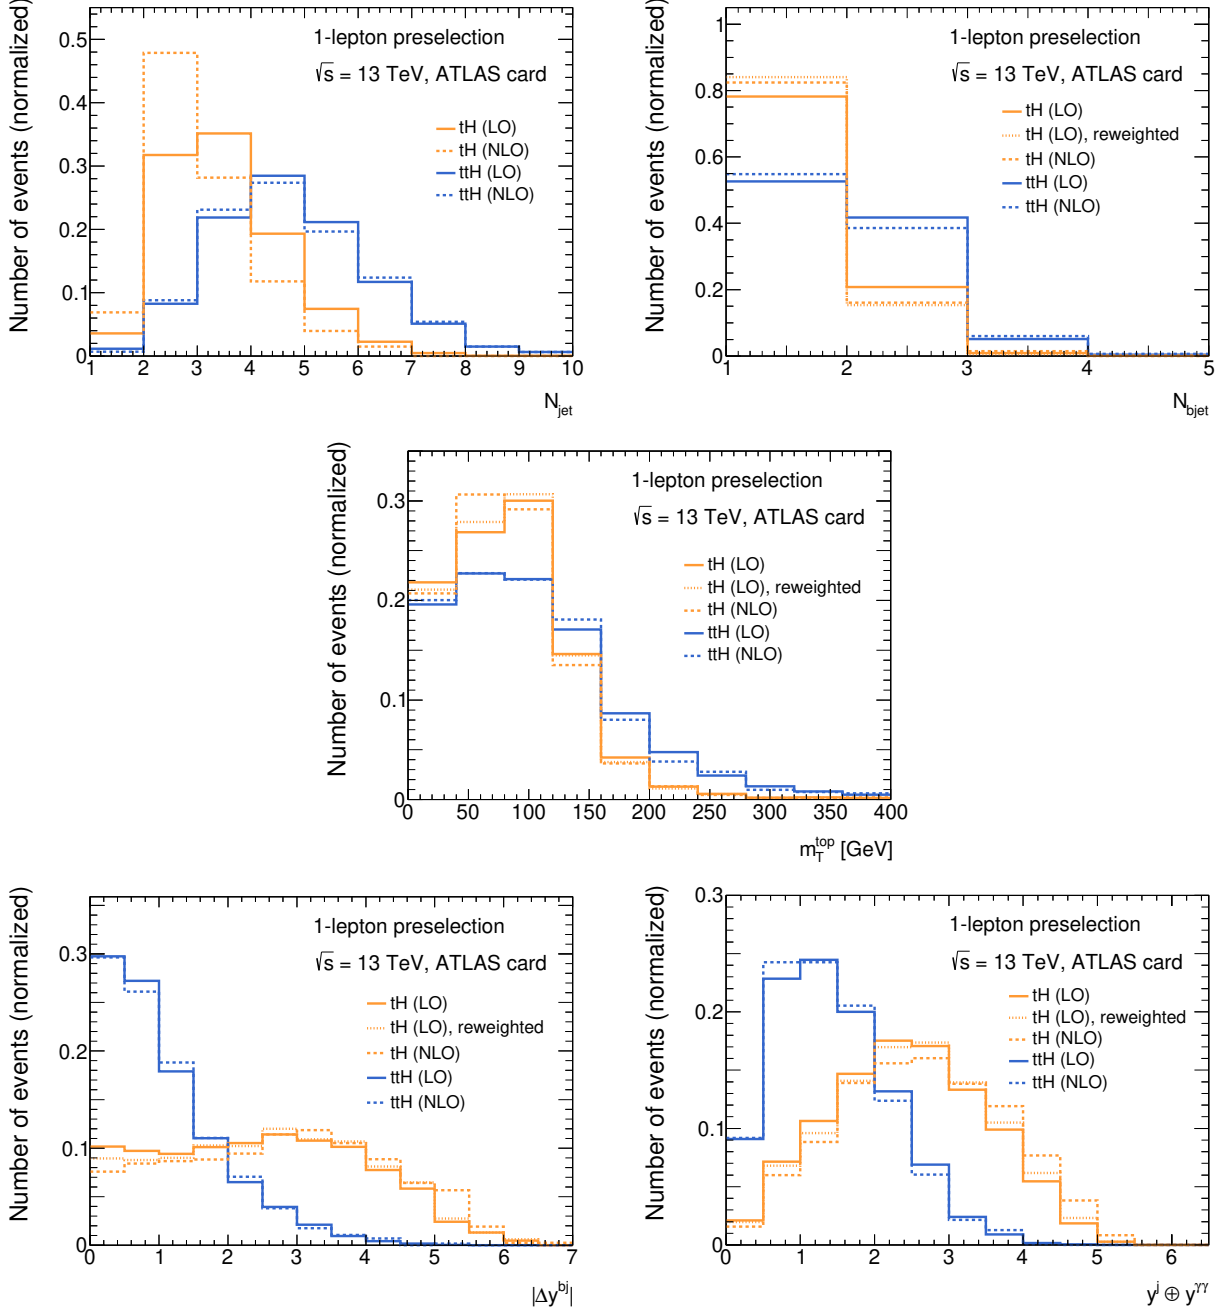 Number of events (normalized)
0.5
0.4
0.3
0.2
0.1
0
1 2 3 4 5 6 7 8 9 10
N_jet
1-lepton preselection
√s = 13 TeV, ATLAS card
tH (LO)
tH (NLO)
ttH (LO)
ttH (NLO)
Number of events (normalized)
1
0.8
0.6
0.4
0.2
0
1 2 3 4 5
N_bjet
1-lepton preselection
√s = 13 TeV, ATLAS card
tH (LO)
tH (LO), reweighted
tH (NLO)
ttH (LO)
ttH (NLO)
Number of events (normalized)
0.3
0.2
0.1
0
0 50 100 150 200 250 300 350 400
m_T^top [GeV]
1-lepton preselection
√s = 13 TeV, ATLAS card
tH (LO)
tH (LO), reweighted
tH (NLO)
ttH (LO)
ttH (NLO)
Number of events (normalized)
0.3
0.2
0.1
0
0 1 2 3 4 5 6 7
|Δy^bj|
1-lepton preselection
√s = 13 TeV, ATLAS card
tH (LO)
tH (LO), reweighted
tH (NLO)
ttH (LO)
ttH (NLO)
Number of events (normalized)
0.3
0.2
0.1
0
0 1 2 3 4 5 6
y^j ⊕ y^γγ
1-lepton preselection
√s = 13 TeV, ATLAS card
tH (LO)
tH (LO), reweighted
tH (NLO)
ttH (LO)
ttH (NLO)